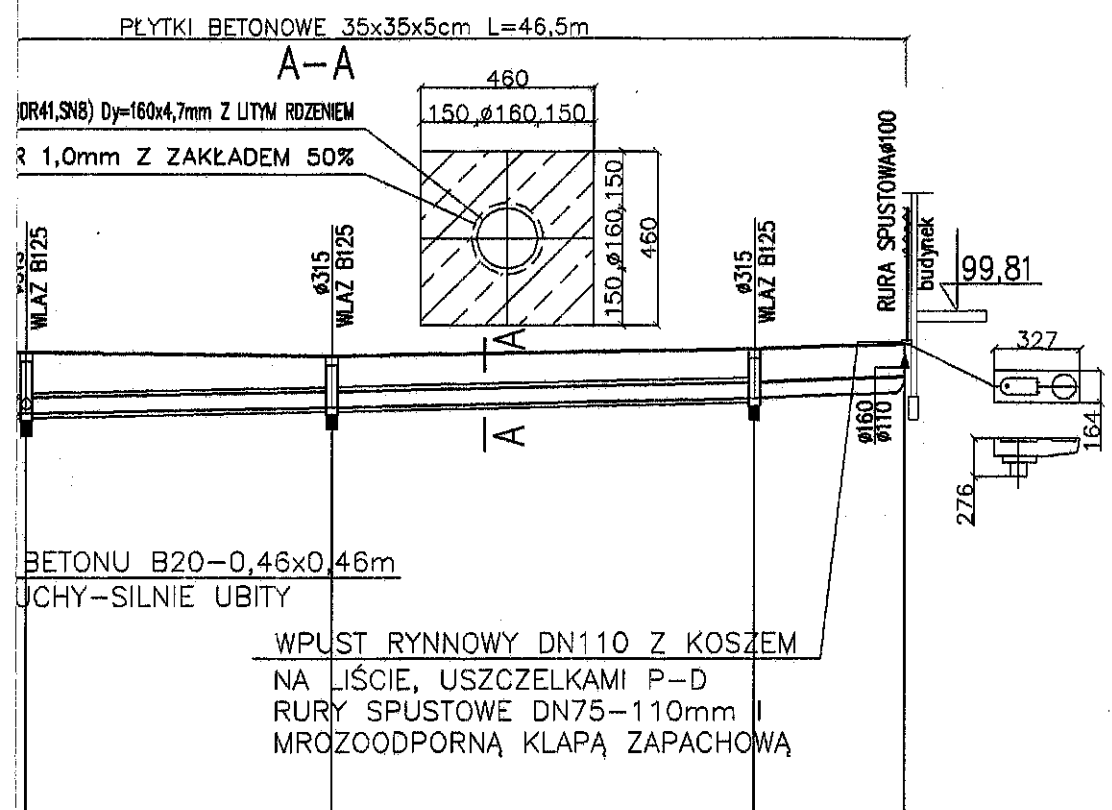 PŁYTKI BETONOWE 35x35x5cm L=46,5m
A-A
460
150 ø160 150
DR41,SN8) Dy=160x4,7mm Z LITYM RDZENIEM
R 1,0mm Z ZAKŁADEM 50%
150 ø160 150
460
WŁAZ B125
ø315
WŁAZ B125
ø315
WŁAZ B125
RURA SPUSTOWAø100
budynek
99,81
A
A
327
164
276
ø160
ø110
BETONU B20-0,46x0,46m
UCHY-SILNIE UBITY
WPUST RYNNOWY DN110 Z KOSZEM
NA LIŚCIE, USZCZELKAMI P-D
RURY SPUSTOWE DN75-110mm I
MROZOODPORNĄ KLAPĄ ZAPACHOWĄ